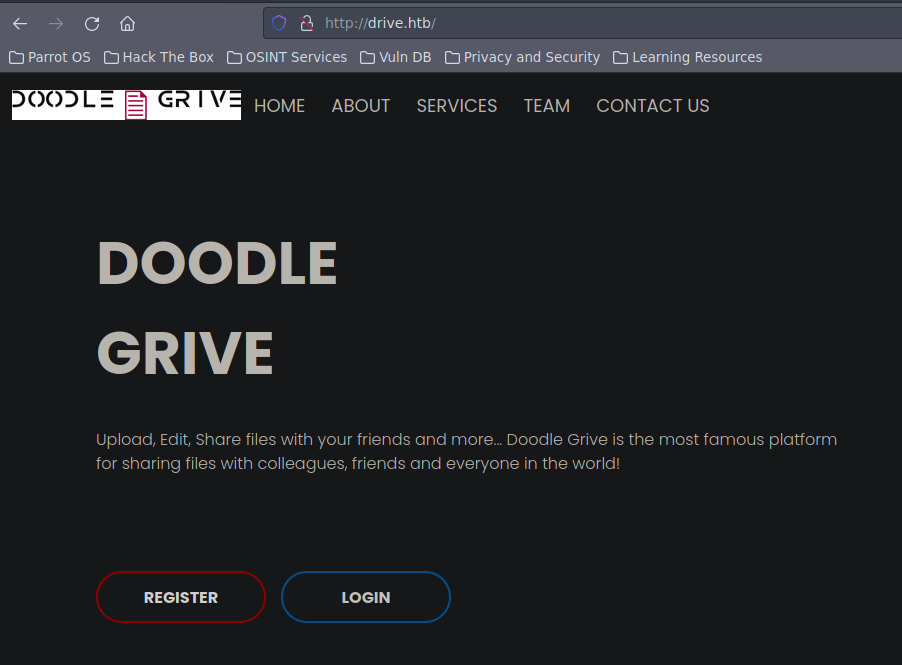 http://drive.htb/
Parrot OS Hack The Box OSINT Services Vuln DB Privacy and Security Learning Resources
DOODLE GRIVE HOME ABOUT SERVICES TEAM CONTACT US
DOODLE
GRIVE
Upload, Edit, Share files with your friends and more... Doodle Grive is the most famous platform
for sharing files with colleagues, friends and everyone in the world!
REGISTER LOGIN